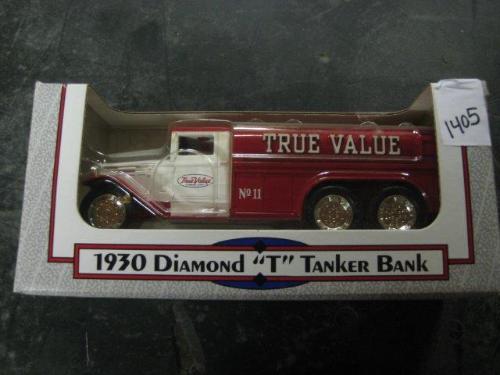 1405
TRUE VALUE
True Value
Nº 11
1930 DIAMOND "T" TANKER BANK